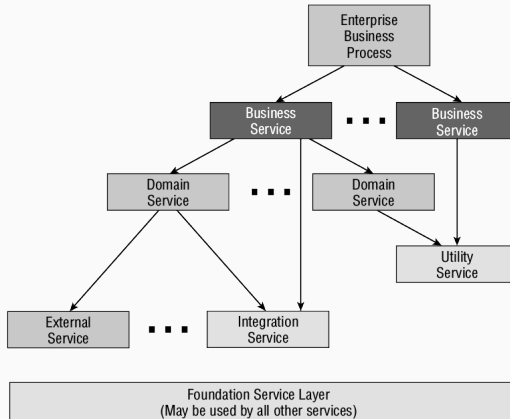 Enterprise
Business
Process
Business
Service
Business
Service
Domain
Service
Domain
Service
Utility
Service
External
Service
Integration
Service
Foundation Service Layer
(May be used by all other services)